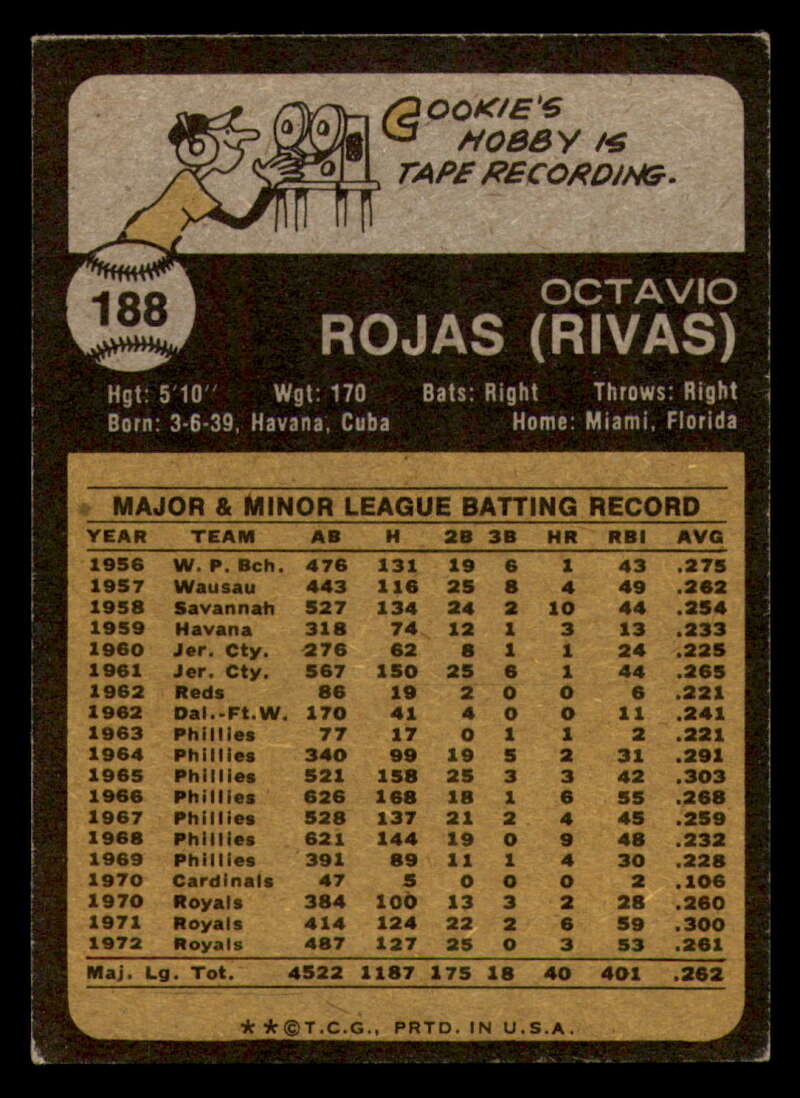 COOKIE'S
HOBBY IS
TAPE RECORDING.
188
OCTAVIO
ROJAS (RIVAS)
Hgt: 5'10" Wgt: 170 Bats: Right Throws: Right
Born: 3-6-39, Havana, Cuba Home: Miami, Florida
MAJOR & MINOR LEAGUE BATTING RECORD
YEAR TEAM AB H 2B 3B HR RBI AVG
1956 W. P. Bch. 476 131 19 6 1 43 .275
1957 Wausau 443 116 25 8 4 49 .262
1958 Savannah 527 134 24 2 10 44 .254
1959 Havana 318 74 12 1 3 13 .233
1960 Jer. Cty. 276 62 8 1 1 24 .225
1961 Jer. Cty. 567 150 25 6 1 44 .265
1962 Reds 86 19 2 0 0 6 .221
1962 Dal.-Ft.W. 170 41 4 0 0 11 .241
1963 Phillies 77 17 0 1 1 2 .221
1964 Phillies 340 99 19 5 2 31 .291
1965 Phillies 521 158 25 3 3 42 .303
1966 Phillies 626 168 18 1 6 55 .268
1967 Phillies 528 137 21 2 4 45 .259
1968 Phillies 621 144 19 0 9 48 .232
1969 Phillies 391 89 11 1 4 30 .228
1970 Cardinals 47 5 0 0 0 2 .106
1970 Royals 384 100 13 3 2 28 .260
1971 Royals 414 124 22 2 6 59 .300
1972 Royals 487 127 25 0 3 53 .261
Maj. Lg. Tot. 4522 1187 175 18 40 401 .262
**©T.C.G., PRTD. IN U.S.A.